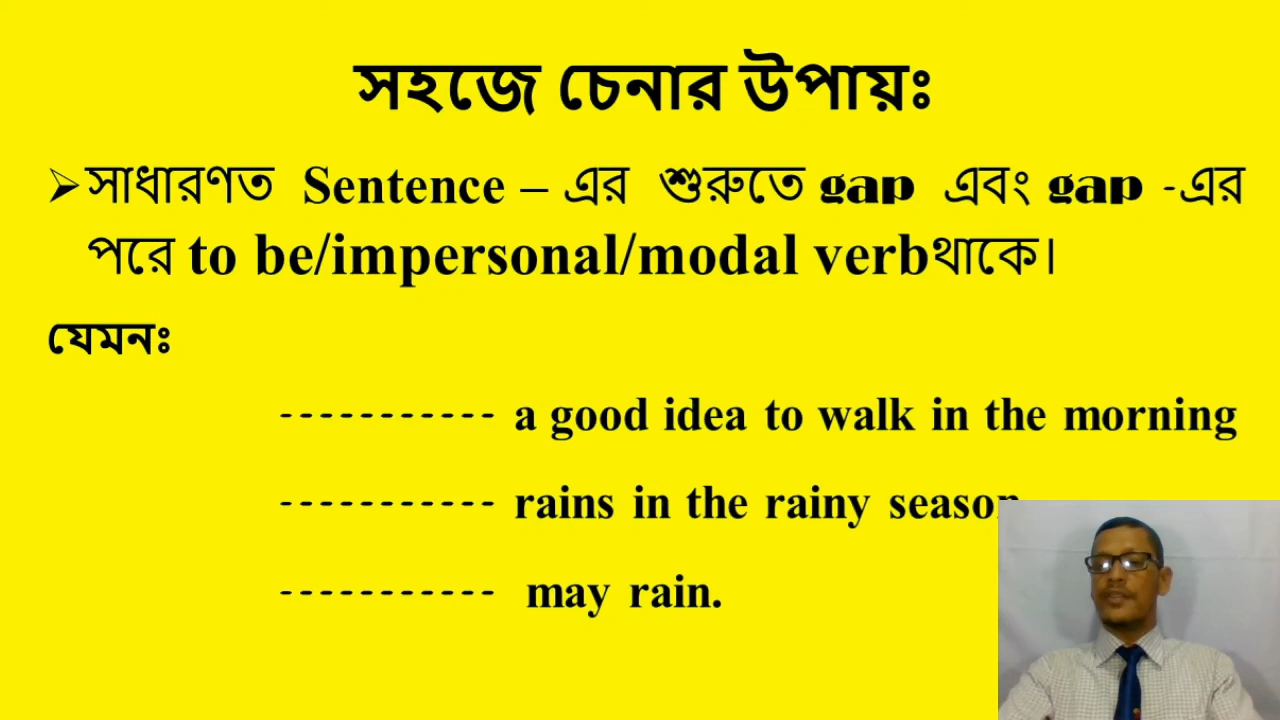 সহজে চেনার উপায়ঃ
➢সাধারণত Sentence – এর শুরুতে gap এবং gap -এর
পরে to be/impersonal/modal verbথাকে।
যেমনঃ
----------- a good idea to walk in the morning
----------- rains in the rainy season
----------- may rain.